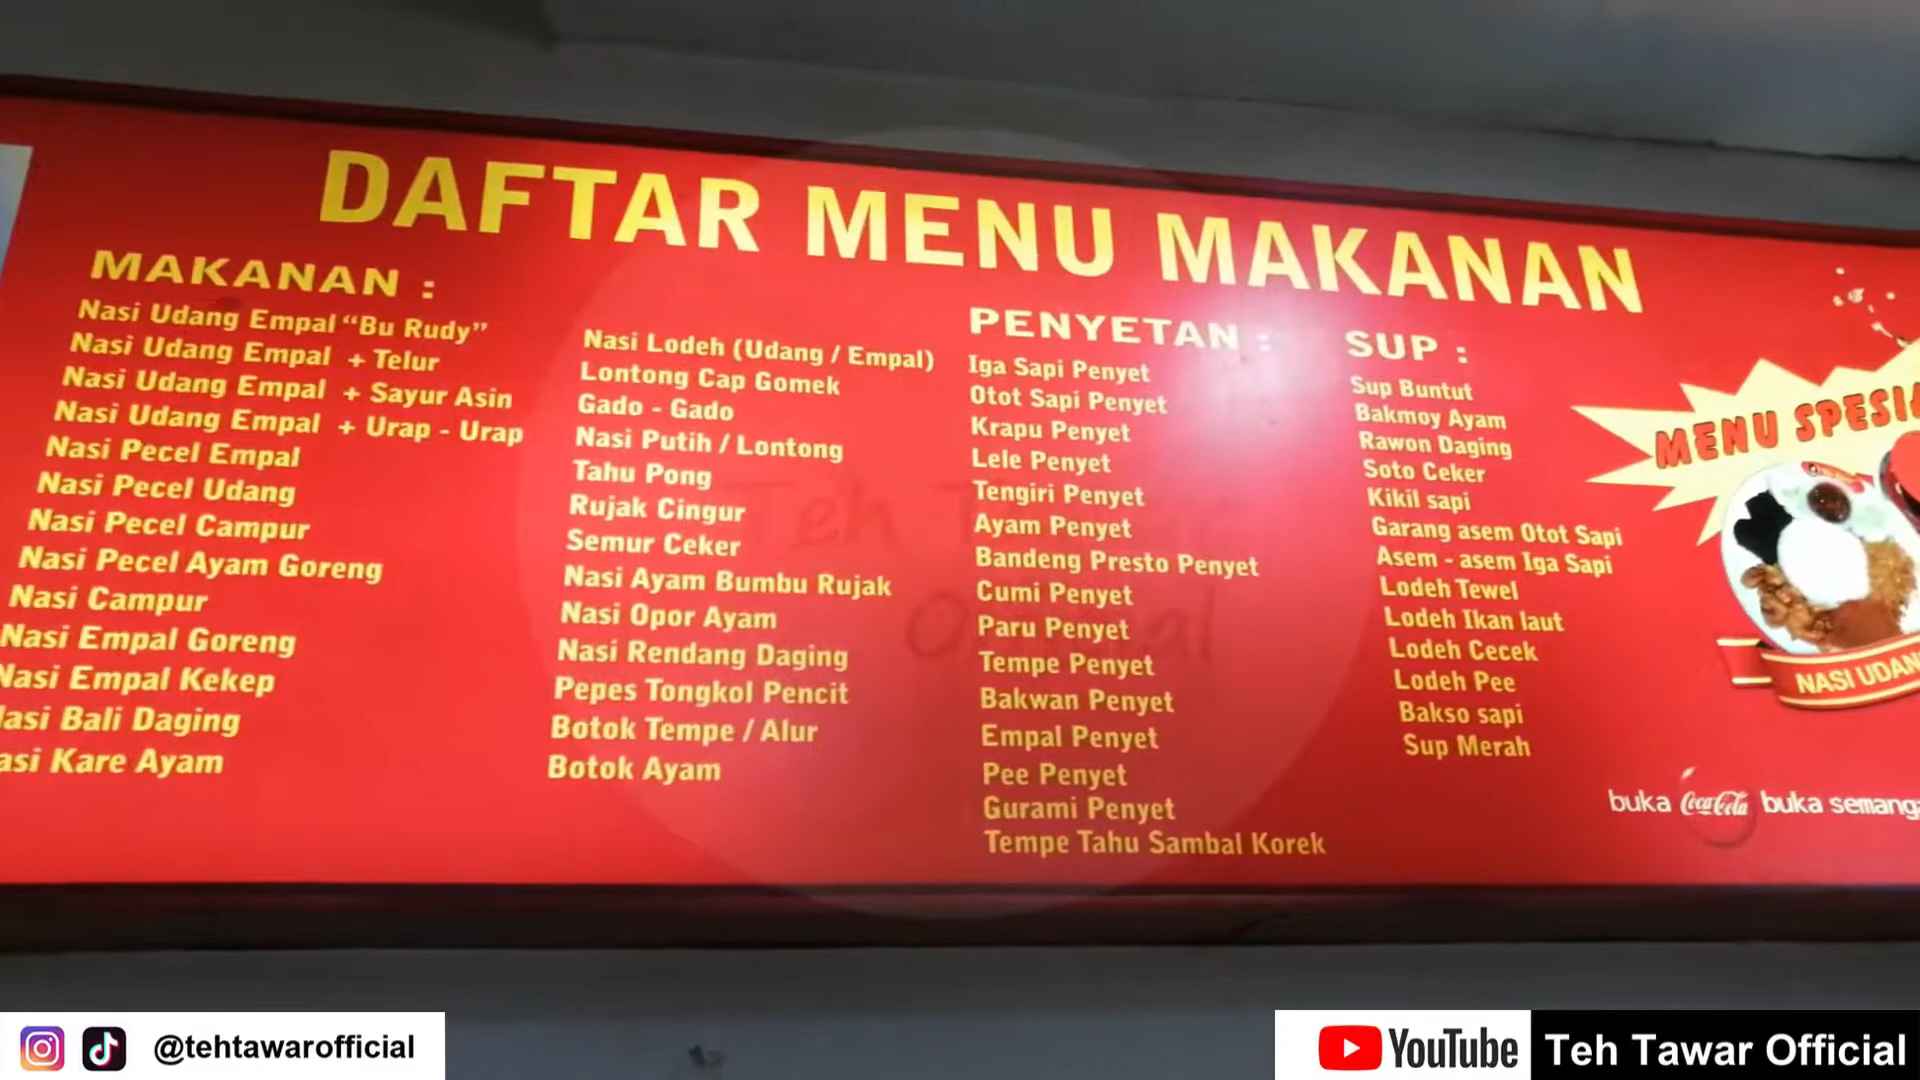 DAFTAR MENU MAKANAN
MAKANAN :
Nasi Udang Empal "Bu Rudy"
Nasi Udang Empal + Telur
Nasi Udang Empal + Sayur Asin
Nasi Udang Empal + Urap - Urap
Nasi Pecel Empal
Nasi Pecel Udang
Nasi Pecel Campur
Nasi Pecel Ayam Goreng
Nasi Campur
Nasi Empal Goreng
Nasi Empal Kekep
Nasi Bali Daging
asi Kare Ayam
Nasi Lodeh (Udang / Empal)
Lontong Cap Gomek
Gado - Gado
Nasi Putih / Lontong
Tahu Pong
Rujak Cingur
Semur Ceker
Nasi Ayam Bumbu Rujak
Nasi Opor Ayam
Nasi Rendang Daging
Pepes Tongkol Pencit
Botok Tempe / Alur
Botok Ayam
PENYETAN :
Iga Sapi Penyet
Otot Sapi Penyet
Krapu Penyet
Lele Penyet
Tengiri Penyet
Ayam Penyet
Bandeng Presto Penyet
Cumi Penyet
Paru Penyet
Tempe Penyet
Bakwan Penyet
Empal Penyet
Pee Penyet
Gurami Penyet
Tempe Tahu Sambal Korek
SUP :
Sup Buntut
Bakmoy Ayam
Rawon Daging
Soto Ceker
Kikil sapi
Garang asem Otot Sapi
Asem - asem Iga Sapi
Lodeh Tewel
Lodeh Ikan laut
Lodeh Cecek
Lodeh Pee
Bakso sapi
Sup Merah
MENU SPESIA
NASI UDANG
buka Coca-Cola buka semanga
Teh Tawar
Official
@tehtawarofficial
YouTube Teh Tawar Official